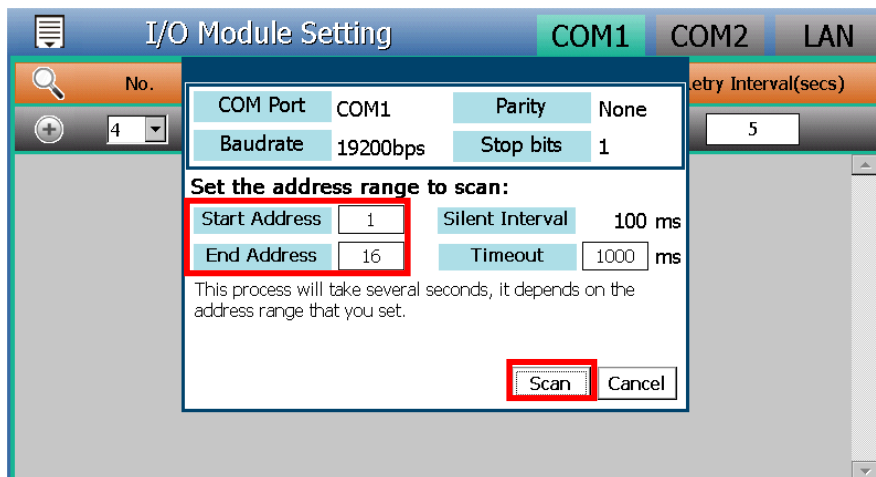 I/O Module Setting COM1 COM2 LAN
No. etry Interval(secs)
4 5
COM Port COM1 Parity None
Baudrate 19200bps Stop bits 1
Set the address range to scan:
Start Address 1 Silent Interval 100 ms
End Address 16 Timeout 1000 ms
This process will take several seconds, it depends on the
address range that you set.
Scan Cancel